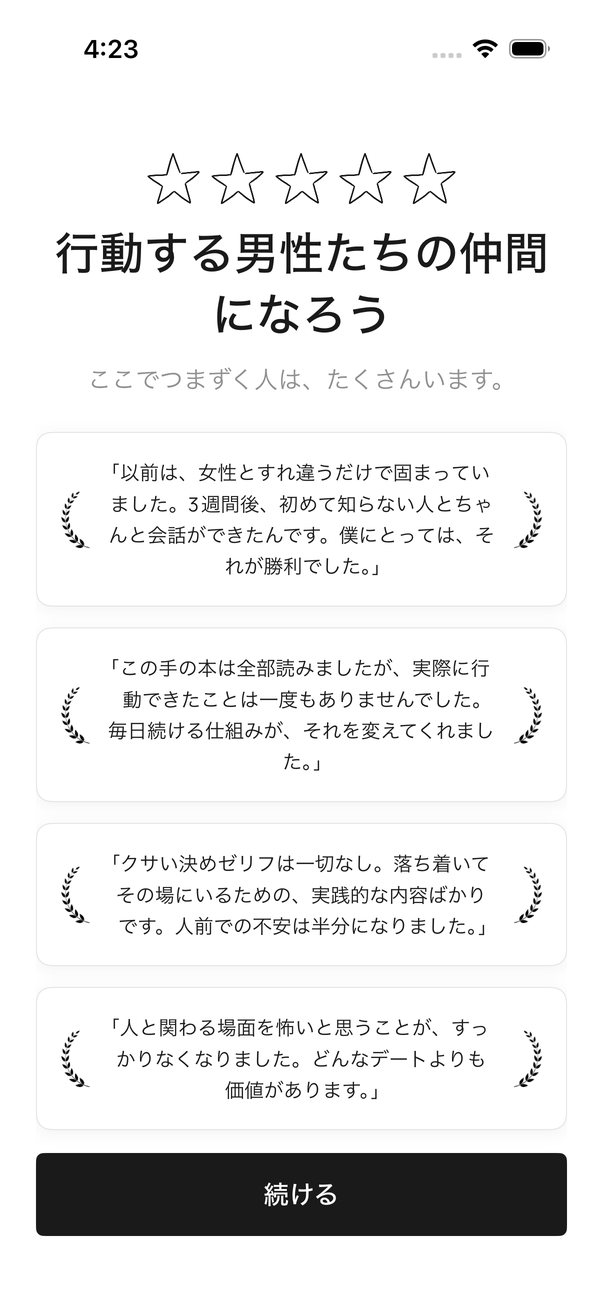 4:23
行動する男性たちの仲間
になろう
ここでつまずく人は、たくさんいます。
「以前は、女性とすれ違うだけで固まってい
ました。3週間後、初めて知らない人とちゃ
んと会話ができたんです。僕にとっては、そ
れが勝利でした。」
「この手の本は全部読みましたが、実際に行
動できたことは一度もありませんでした。
毎日続ける仕組みが、それを変えてくれまし
た。」
「クサい決めゼリフは一切なし。落ち着いて
その場にいるための、実践的な内容ばかり
です。人前での不安は半分になりました。」
「人と関わる場面を怖いと思うことが、すっ
かりなくなりました。どんなデートよりも
価値があります。」
続ける